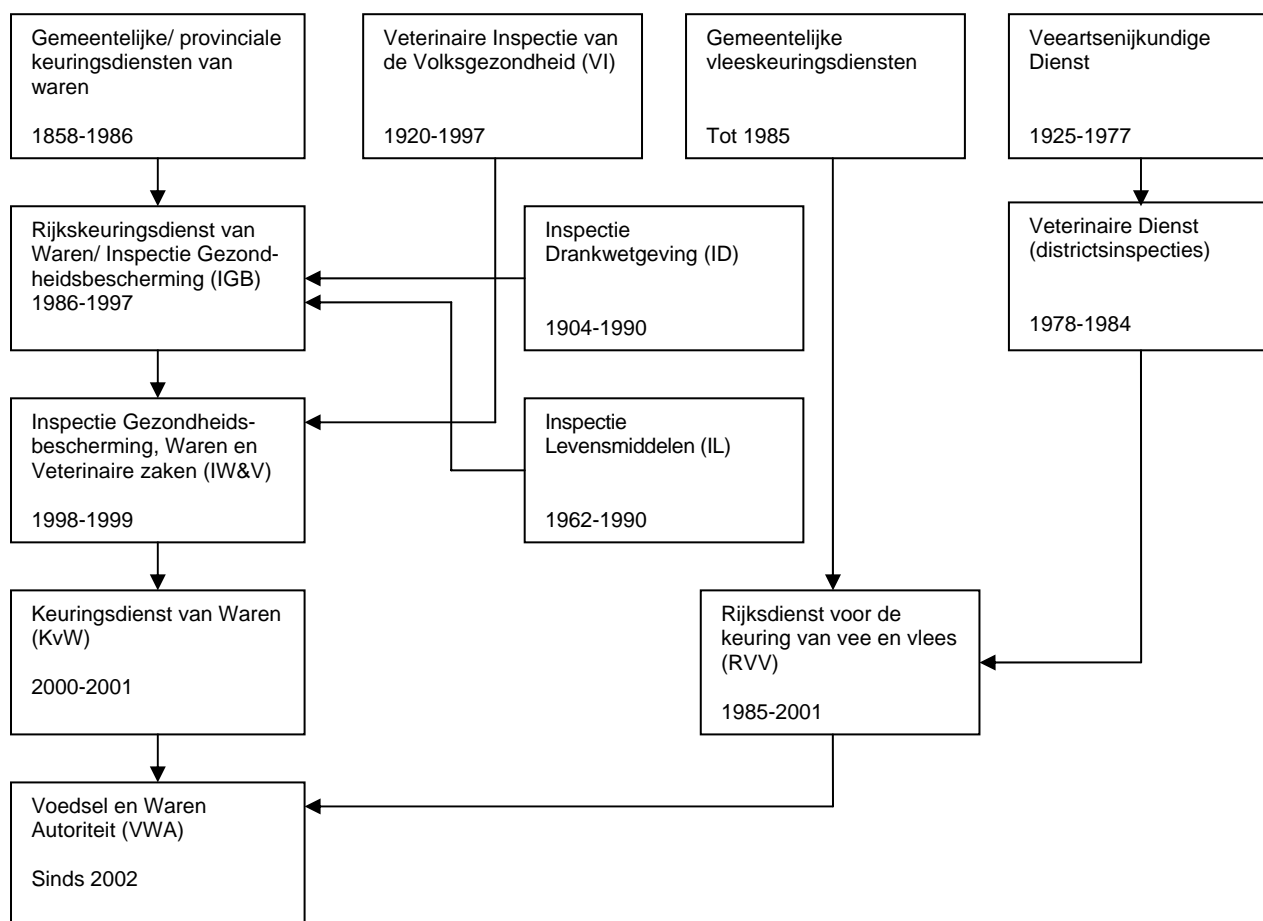 Gemeentelijke/ provinciale
keuringsdiensten van
waren
1858-1986
Veterinaire Inspectie van
de Volksgezondheid (VI)
1920-1997
Gemeentelijke
vleeskeuringsdiensten
Tot 1985
Veeartsenijkundige
Dienst
1925-1977
Rijkskeuringsdienst van
Waren/ Inspectie Gezond-
heidsbescherming (IGB)
1986-1997
Inspectie
Drankwetgeving (ID)
1904-1990
Veterinaire Dienst
(districtsinspecties)
1978-1984
Inspectie Gezondheids-
bescherming, Waren en
Veterinaire zaken (IW&V)
1998-1999
Inspectie
Levensmiddelen (IL)
1962-1990
Keuringsdienst van Waren
(KvW)
2000-2001
Rijksdienst voor de
keuring van vee en vlees
(RVV)
1985-2001
Voedsel en Waren
Autoriteit (VWA)
Sinds 2002